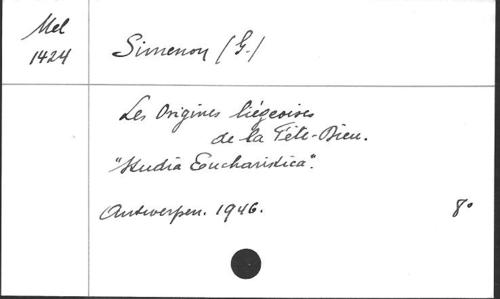 Mel
1424
Simenon (G.)
Les Origines liégeoises
de la Fête-Dieu.
"Studia Eucharistica".
Antwerpen. 1946. 8°